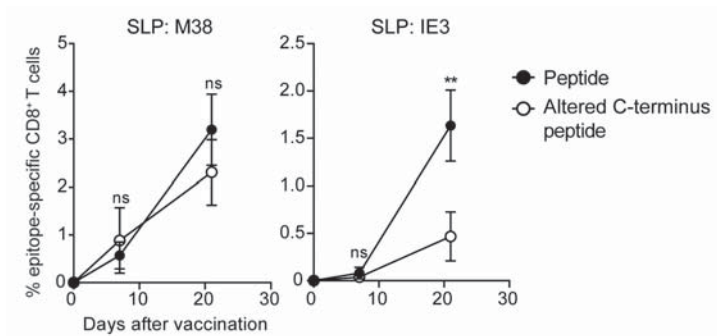 SLP: M38
SLP: IE3
% epitope-specific CD8⁺ T cells
5
4
3
2
1
0
ns
ns
0 10 20 30
Days after vaccination
2.5
2.0
1.5
1.0
0.5
0
ns
**
0 10 20 30
Peptide
Altered C-terminus
peptide